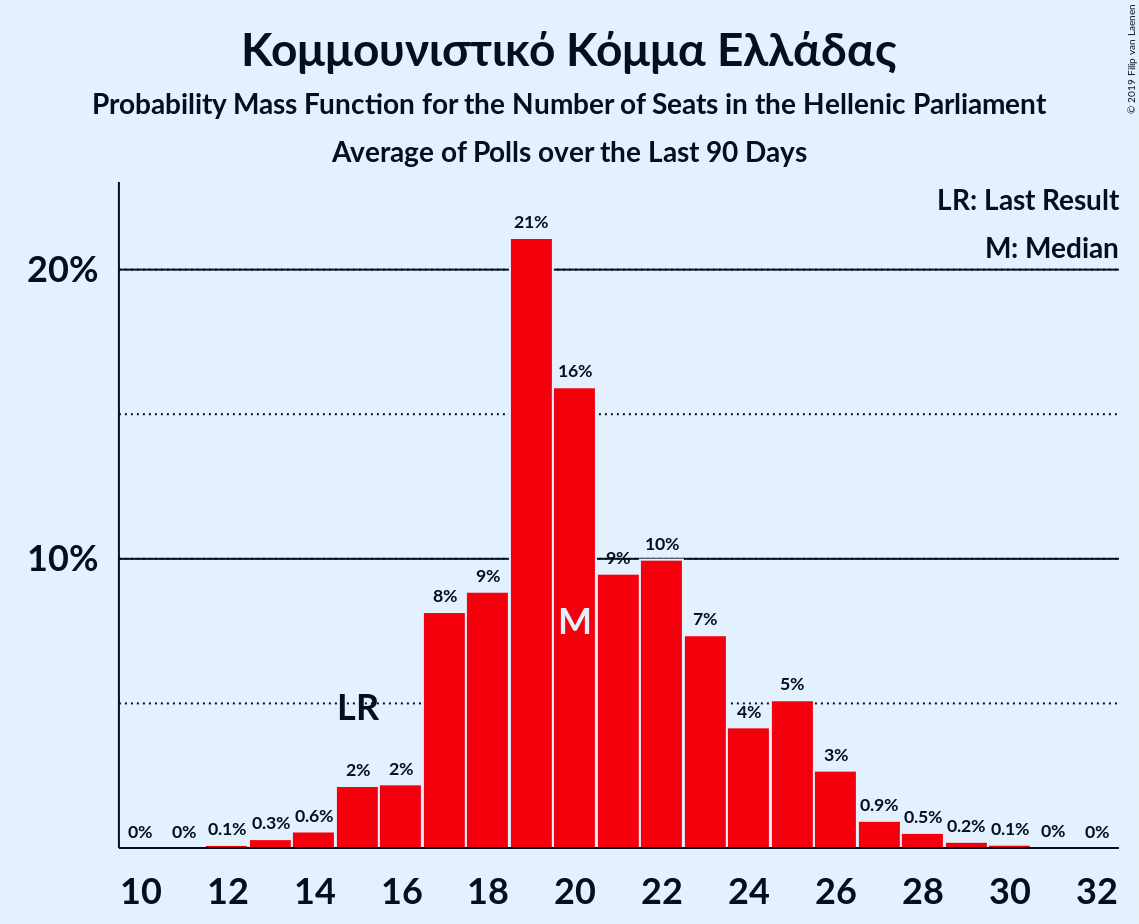 Κομμουνιστικό Κόμμα Ελλάδας
Probability Mass Function for the Number of Seats in the Hellenic Parliament
Average of Polls over the Last 90 Days
© 2019 Filip van Laenen
LR: Last Result
M: Median
20%
10%
0% 0% 0.1% 0.3% 0.6% 2% 2% 8% 9% 21% 16% 9% 10% 7% 4% 5% 3% 0.9% 0.5% 0.2% 0.1% 0% 0%
LR
M
10 12 14 16 18 20 22 24 26 28 30 32